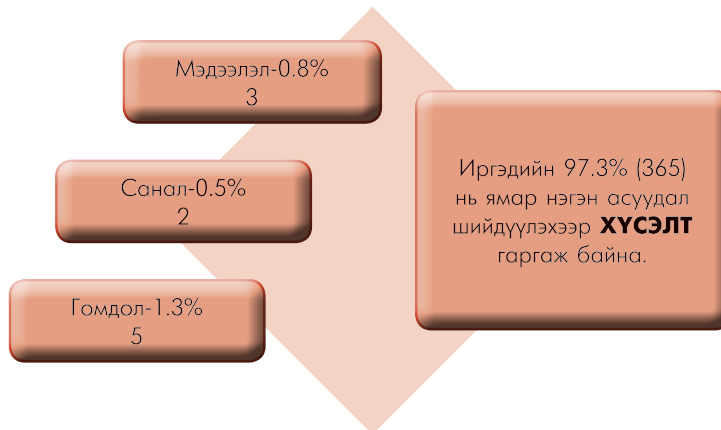 Мэдээлэл-0.8%
3
Санал-0.5%
2
Гомдол-1.3%
5
Иргэдийн 97.3% (365)
нь ямар нэгэн асуудал
шийдүүлэхээр ХҮСЭЛТ
гаргаж байна.